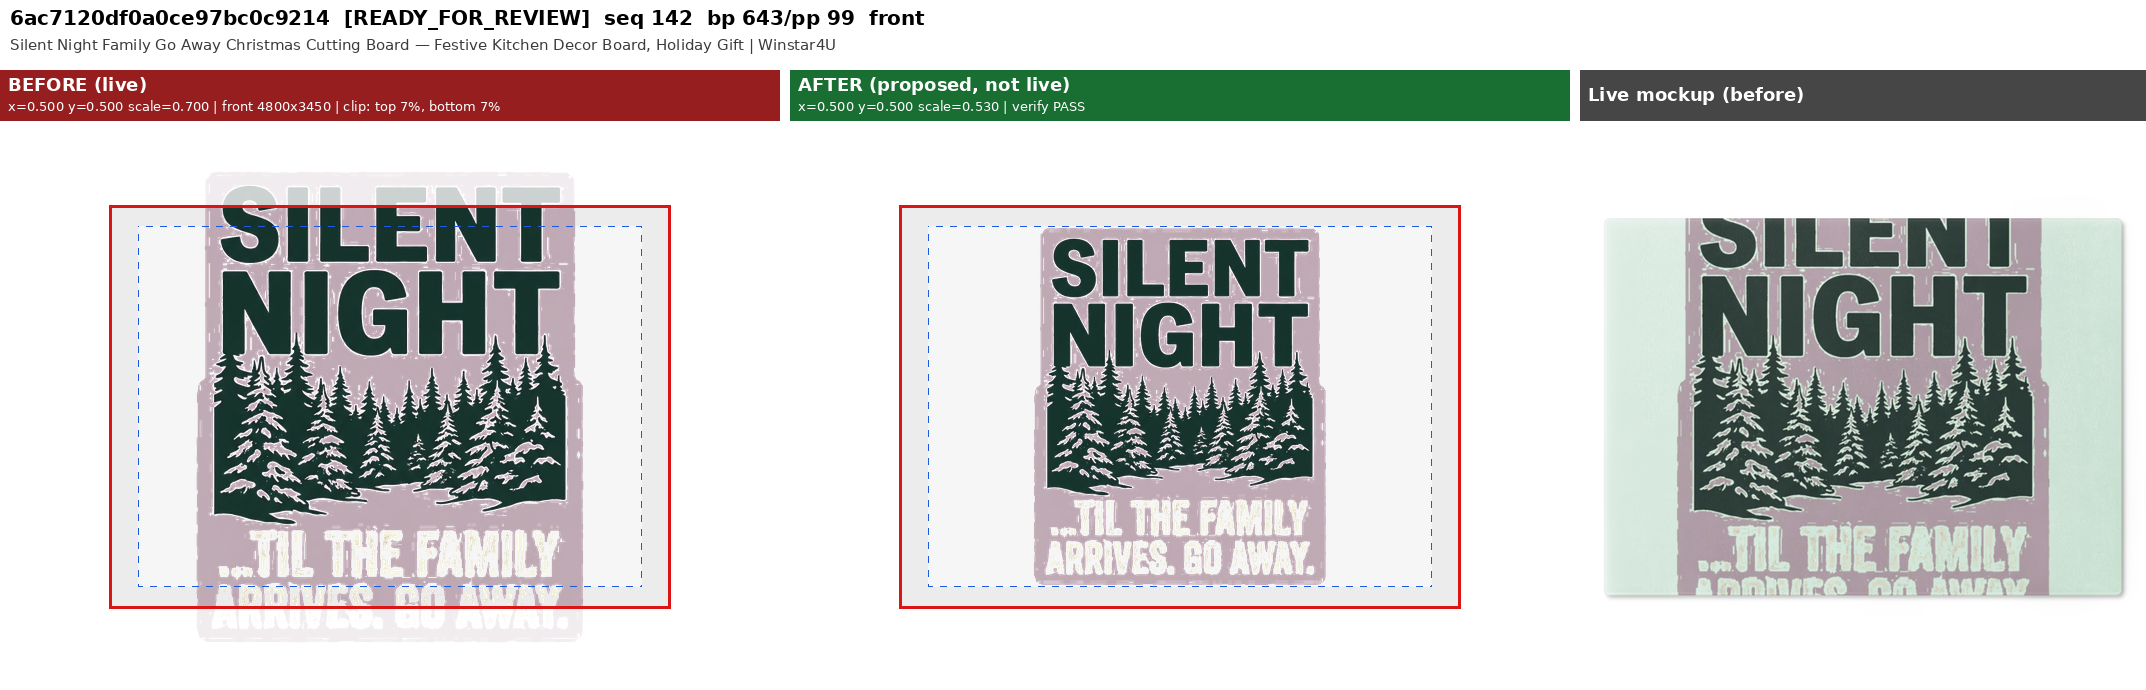 6ac7120df0a0ce97bc0c9214 [READY_FOR_REVIEW] seq 142 bp 643/pp 99 front
Silent Night Family Go Away Christmas Cutting Board — Festive Kitchen Decor Board, Holiday Gift | Winstar4U
BEFORE (live)
x=0.500 y=0.500 scale=0.700 | front 4800x3450 | clip: top 7%, bottom 7%
SILENT
NIGHT
...TIL THE FAMILY
ARRIVES. GO AWAY.
AFTER (proposed, not live)
x=0.500 y=0.500 scale=0.530 | verify PASS
SILENT
NIGHT
...TIL THE FAMILY
ARRIVES. GO AWAY.
Live mockup (before)
SILENT
NIGHT
...TIL THE FAMILY
ARRIVES. GO AWAY.